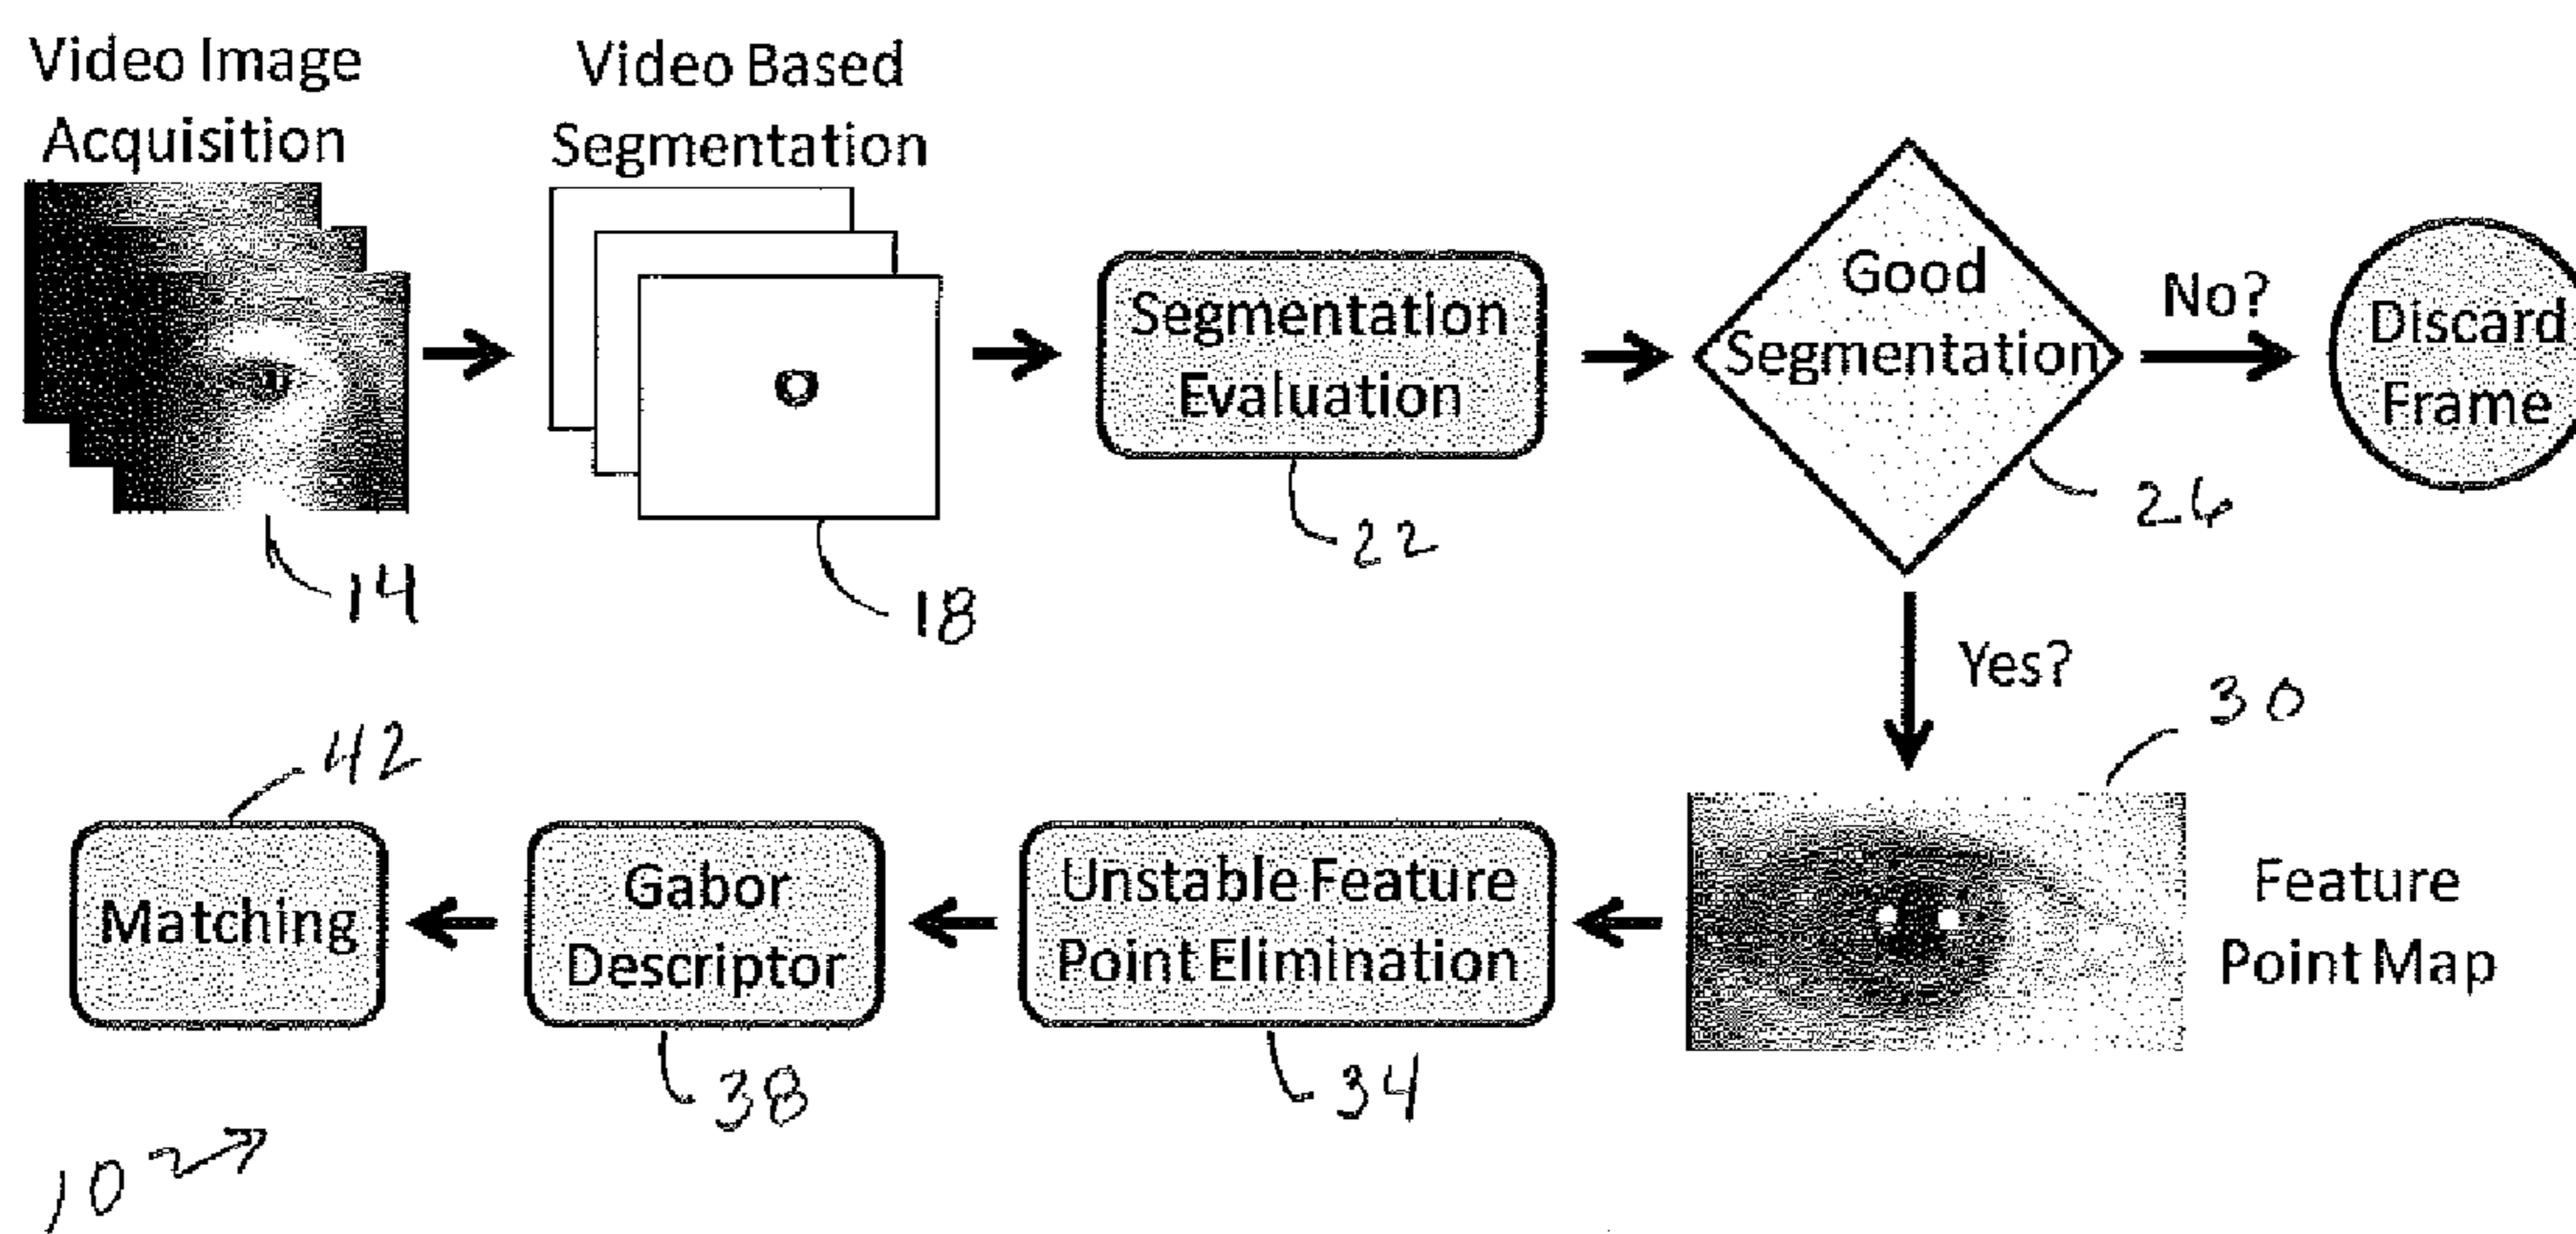 Video Image
Acquisition
Video Based
Segmentation
Segmentation
Evaluation
Good
Segmentation
No?
Discard
Frame
14
18
22
26
Yes?
30
42
Matching
Gabor
Descriptor
Unstable Feature
Point Elimination
Feature
Point Map
38
34
10